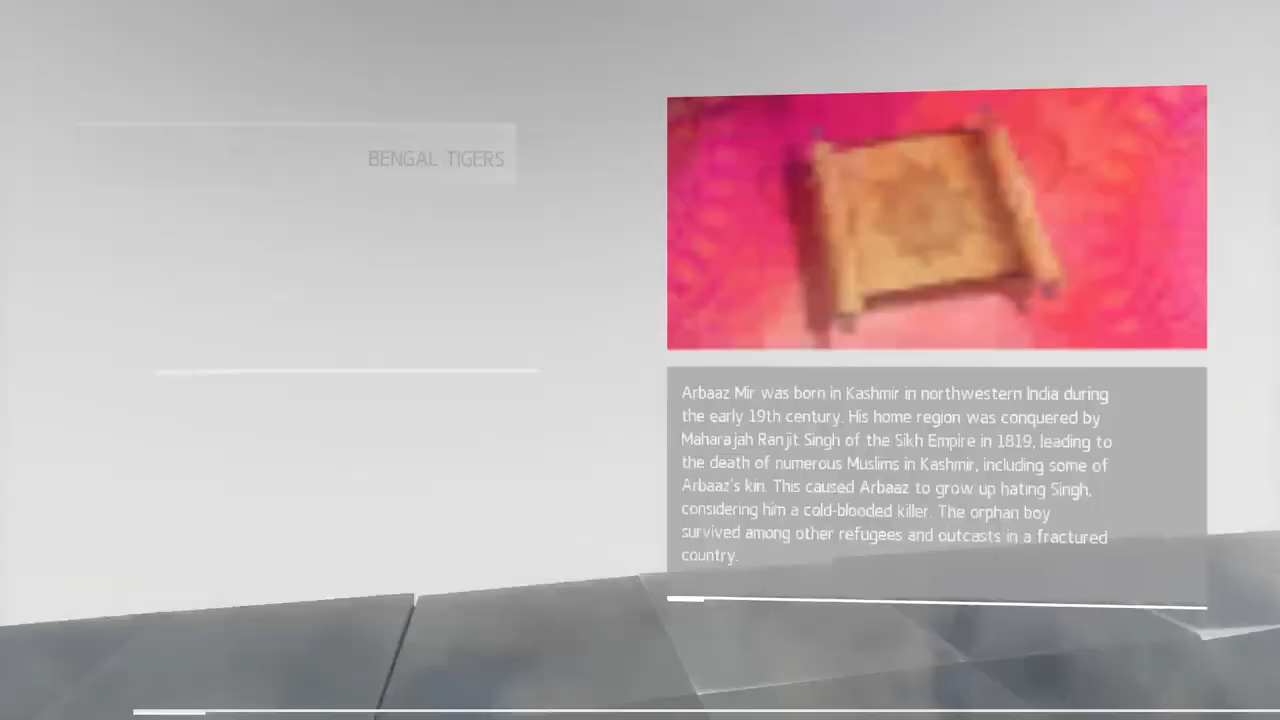 BENGAL TIGERS
Arbaaz Mir was born in Kashmir in northwestern India during
the early 19th century. His home region was conquered by
Maharajah Ranjit Singh of the Sikh Empire in 1819, leading to
the death of numerous Muslims in Kashmir, including some of
Arbaaz's kin. This caused Arbaaz to grow up hating Singh,
considering him a cold-blooded killer. The orphan boy
survived among other refugees and outcasts in a fractured
country.